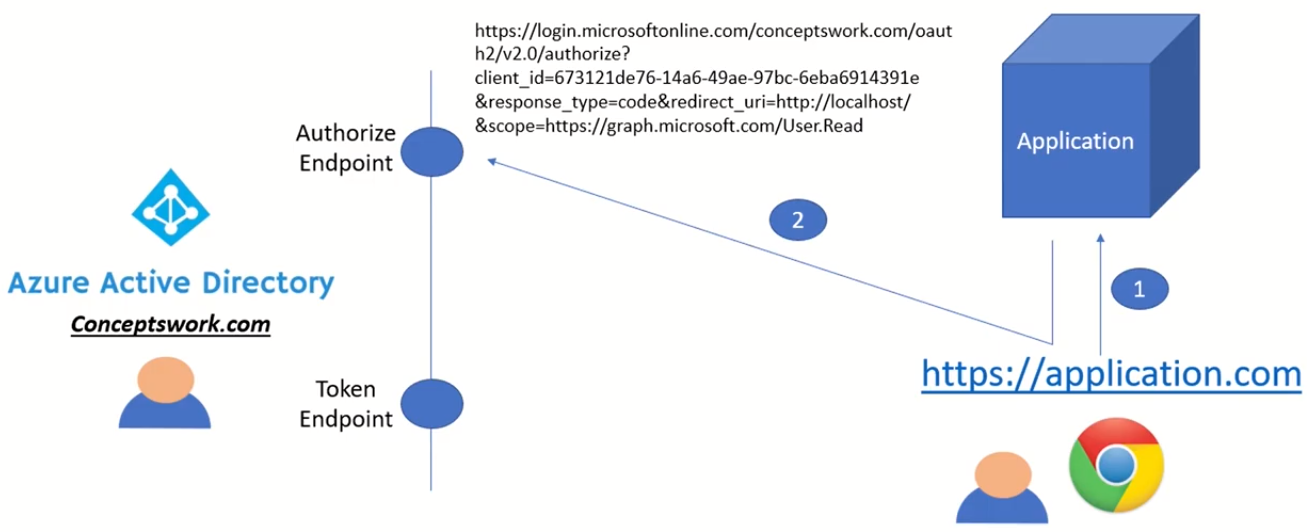 https://login.microsoftonline.com/conceptswork.com/oaut
h2/v2.0/authorize?
client_id=673121de76-14a6-49ae-97bc-6eba6914391e
&response_type=code&redirect_uri=http://localhost/
&scope=https://graph.microsoft.com/User.Read
Authorize
Endpoint
Application
2
Azure Active Directory
Conceptswork.com
1
https://application.com
Token
Endpoint